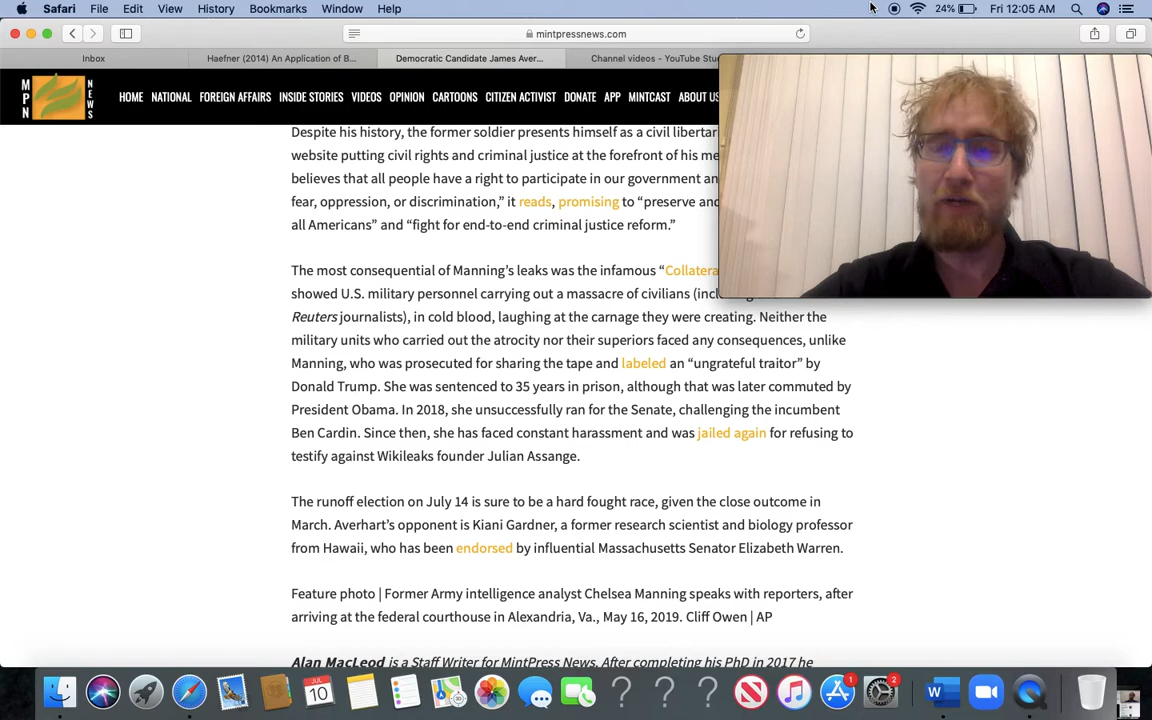 Safari File Edit View History Bookmarks Window Help 24% Fri 12:05 AM
mintpressnews.com
Inbox Haefner (2014) An Application of B... Democratic Candidate James Aver... Channel videos - YouTube Stu
MPN NEWS HOME NATIONAL FOREIGN AFFAIRS INSIDE STORIES VIDEOS OPINION CARTOONS CITIZEN ACTIVIST DONATE APP MINTCAST ABOUT US
Despite his history, the former soldier presents himself as a civil
website putting civil rights and criminal justice at the forefront of his
believes that all people have a right to participate in our government
fear, oppression, or discrimination,” it reads, promising to “preserve
all Americans” and “fight for end-to-end criminal justice reform.”
The most consequential of Manning’s leaks was the infamous “
showed U.S. military personnel carrying out a massacre of civilians
Reuters journalists), in cold blood, laughing at the carnage they were creating. Neither the
military units who carried out the atrocity nor their superiors faced any consequences, unlike
Manning, who was prosecuted for sharing the tape and labeled an “ungrateful traitor” by
Donald Trump. She was sentenced to 35 years in prison, although that was later commuted by
President Obama. In 2018, she unsuccessfully ran for the Senate, challenging the incumbent
Ben Cardin. Since then, she has faced constant harassment and was jailed again for refusing to
testify against Wikileaks founder Julian Assange.
The runoff election on July 14 is sure to be a hard fought race, given the close outcome in
March. Averhart’s opponent is Kiani Gardner, a former research scientist and biology professor
from Hawaii, who has been endorsed by influential Massachusetts Senator Elizabeth Warren.
Feature photo | Former Army intelligence analyst Chelsea Manning speaks with reporters, after
arriving at the federal courthouse in Alexandria, Va., May 16, 2019. Cliff Owen | AP
Alan MacLeod is a Staff Writer for MintPress News. After completing his PhD in 2017 he
JUL
10
1
2